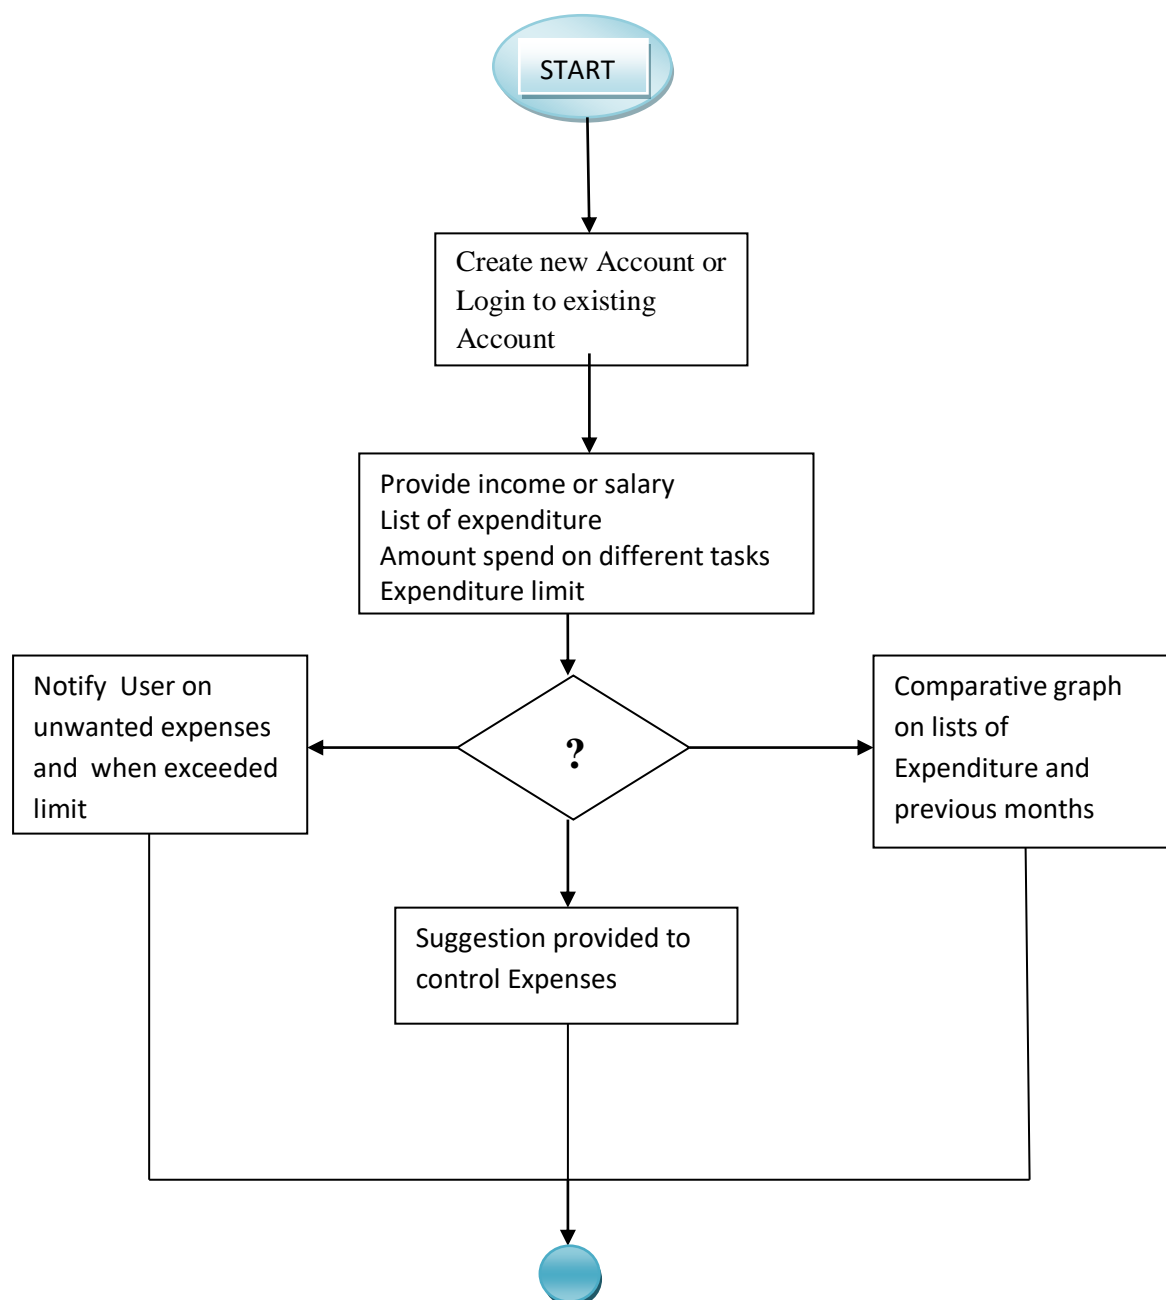 START
Create new Account or
Login to existing
Account
Provide income or salary
List of expenditure
Amount spend on different tasks
Expenditure limit
Notify  User on
unwanted expenses
and  when exceeded
limit
?
Comparative graph
on lists of
Expenditure and
previous months
Suggestion provided to
control Expenses